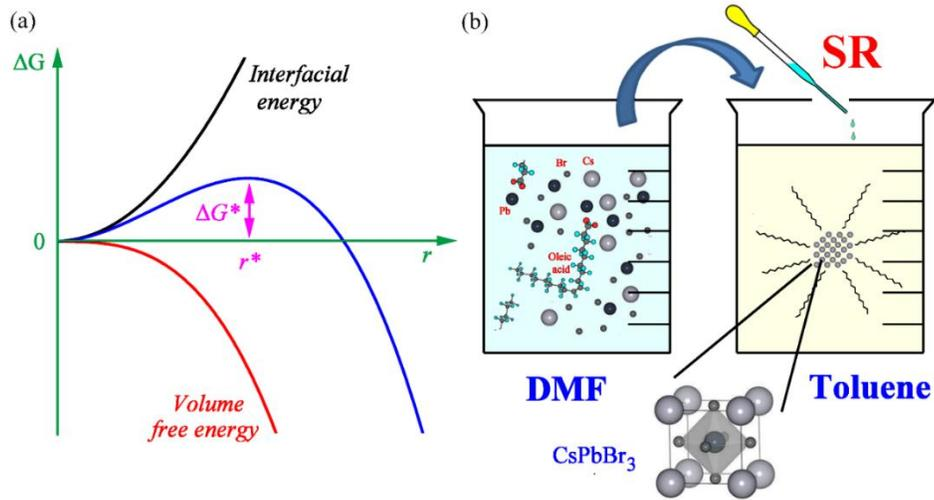 (a)
ΔG
Interfacial
energy
ΔG*
0
r*
r
Volume
free energy
(b)
SR
Br
Cs
Pb
Oleic
acid
DMF
Toluene
CsPbBr₃